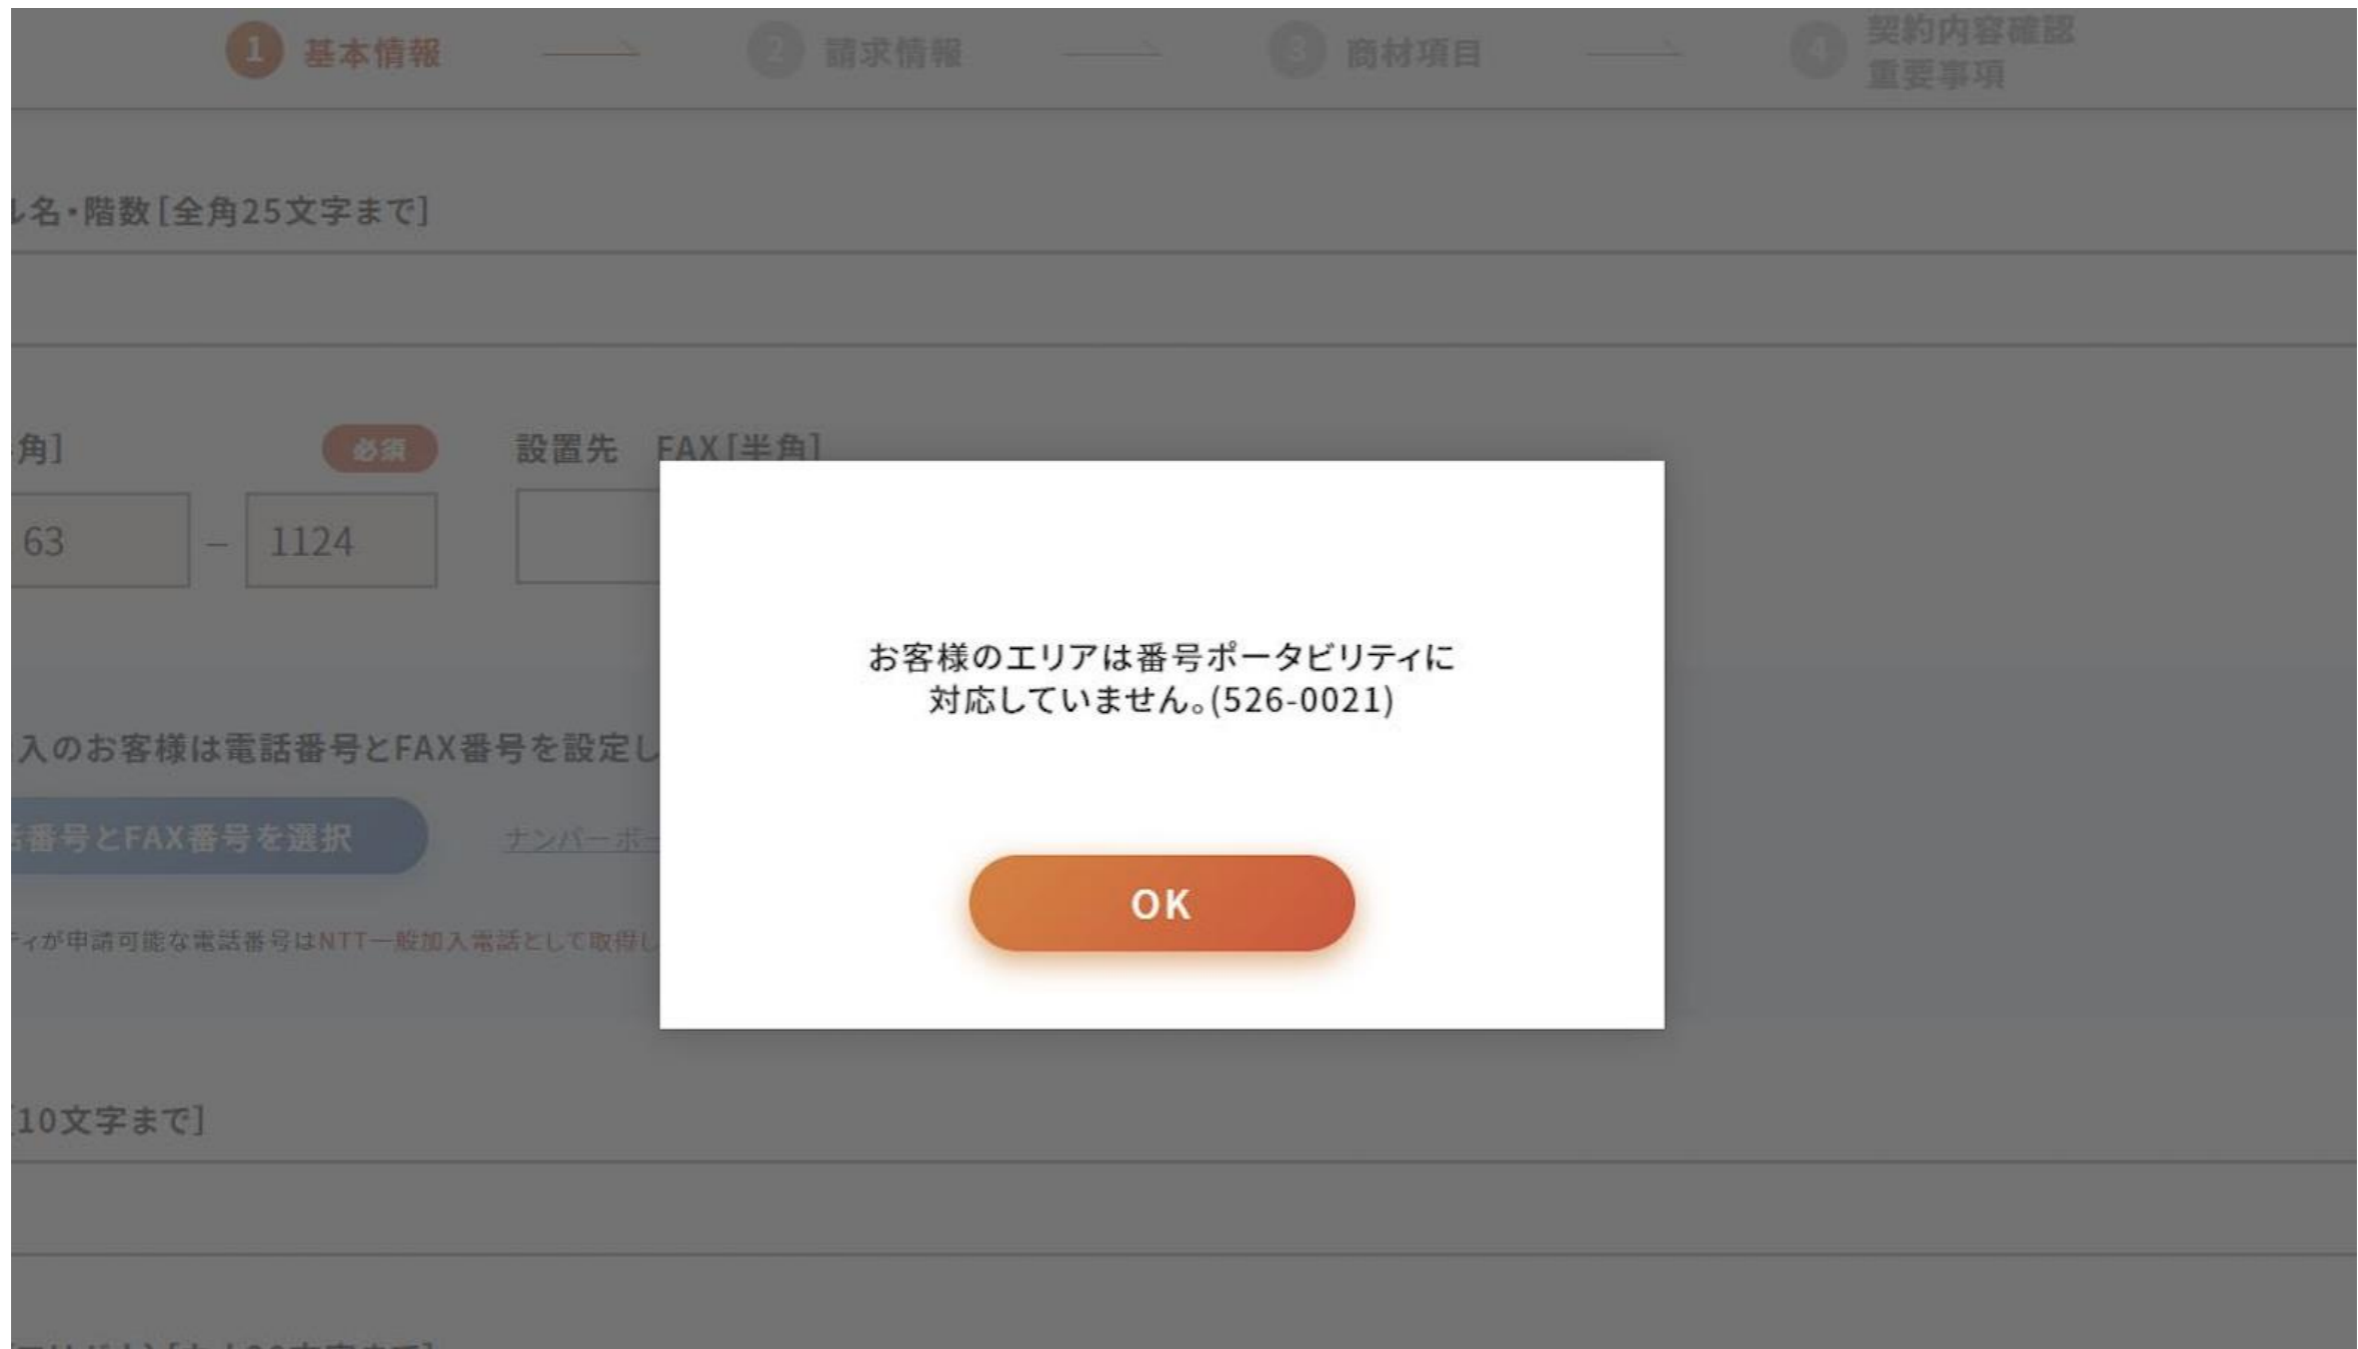 1 基本情報
2 請求情報
3 商材項目
4 契約内容確認
重要事項
ル名・階数[全角25文字まで]
角]
必須
設置先 FAX[半角]
63 - 1124
お客様のエリアは番号ポータビリティに
対応していません。(526-0021)
入のお客様は電話番号とFAX番号を設定し
番号とFAX番号を選択
ナンバーポー
ティが申請可能な電話番号はNTT一般加入電話として取得し
OK
[10文字まで]